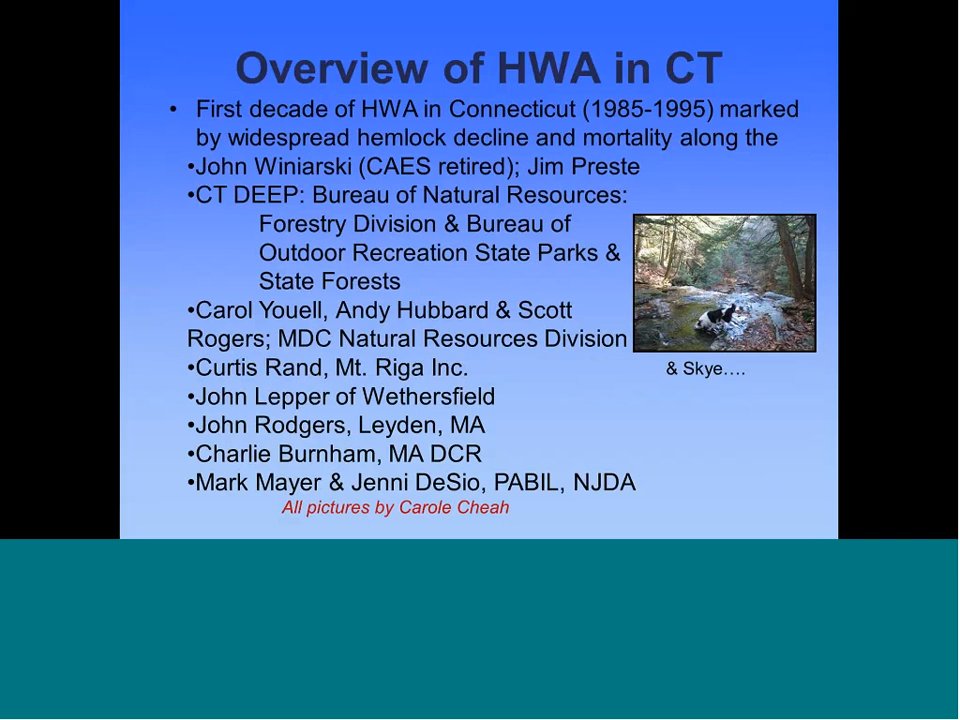 Overview of HWA in CT
• First decade of HWA in Connecticut (1985-1995) marked
by widespread hemlock decline and mortality along the
•John Winiarski (CAES retired); Jim Preste
•CT DEEP: Bureau of Natural Resources:
Forestry Division & Bureau of
Outdoor Recreation State Parks &
State Forests
•Carol Youell, Andy Hubbard & Scott
Rogers; MDC Natural Resources Division
•Curtis Rand, Mt. Riga Inc.
& Skye….
•John Lepper of Wethersfield
•John Rodgers, Leyden, MA
•Charlie Burnham, MA DCR
•Mark Mayer & Jenni DeSio, PABIL, NJDA
All pictures by Carole Cheah